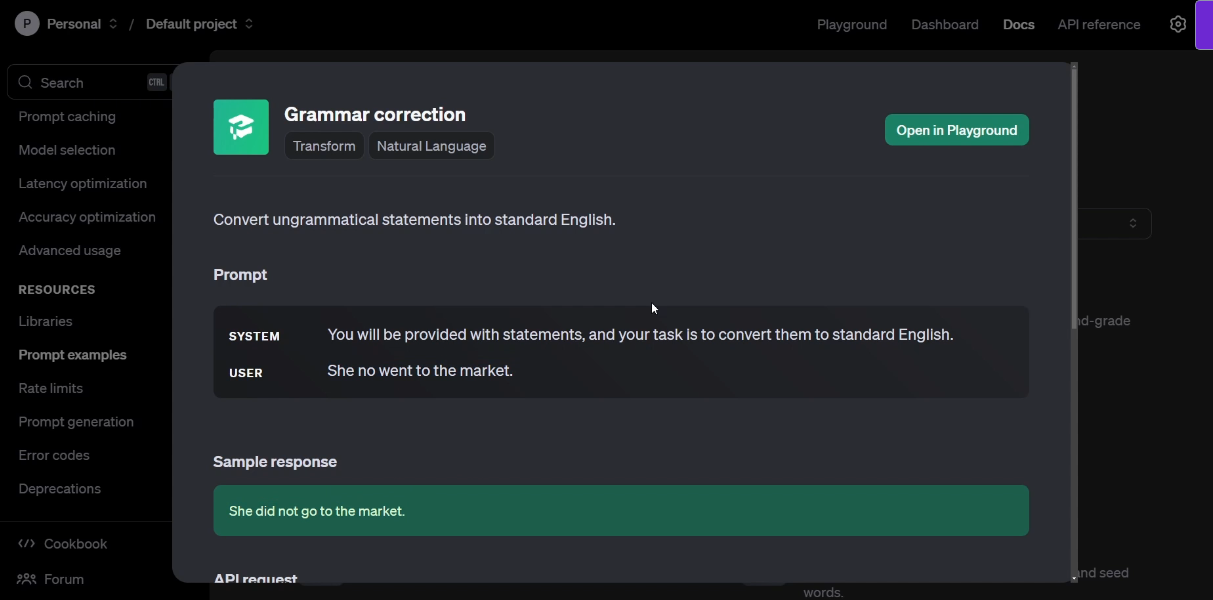 P Personal / Default project
Playground Dashboard Docs API reference
Search CTRL
Prompt caching
Model selection
Latency optimization
Accuracy optimization
Advanced usage
RESOURCES
Libraries
Prompt examples
Rate limits
Prompt generation
Error codes
Deprecations
Cookbook
Forum
Grammar correction
Transform Natural Language
Open in Playground
Convert ungrammatical statements into standard English.
Prompt
SYSTEM You will be provided with statements, and your task is to convert them to standard English.
USER She no went to the market.
Sample response
She did not go to the market.
API request
nd-grade
and seed
words.